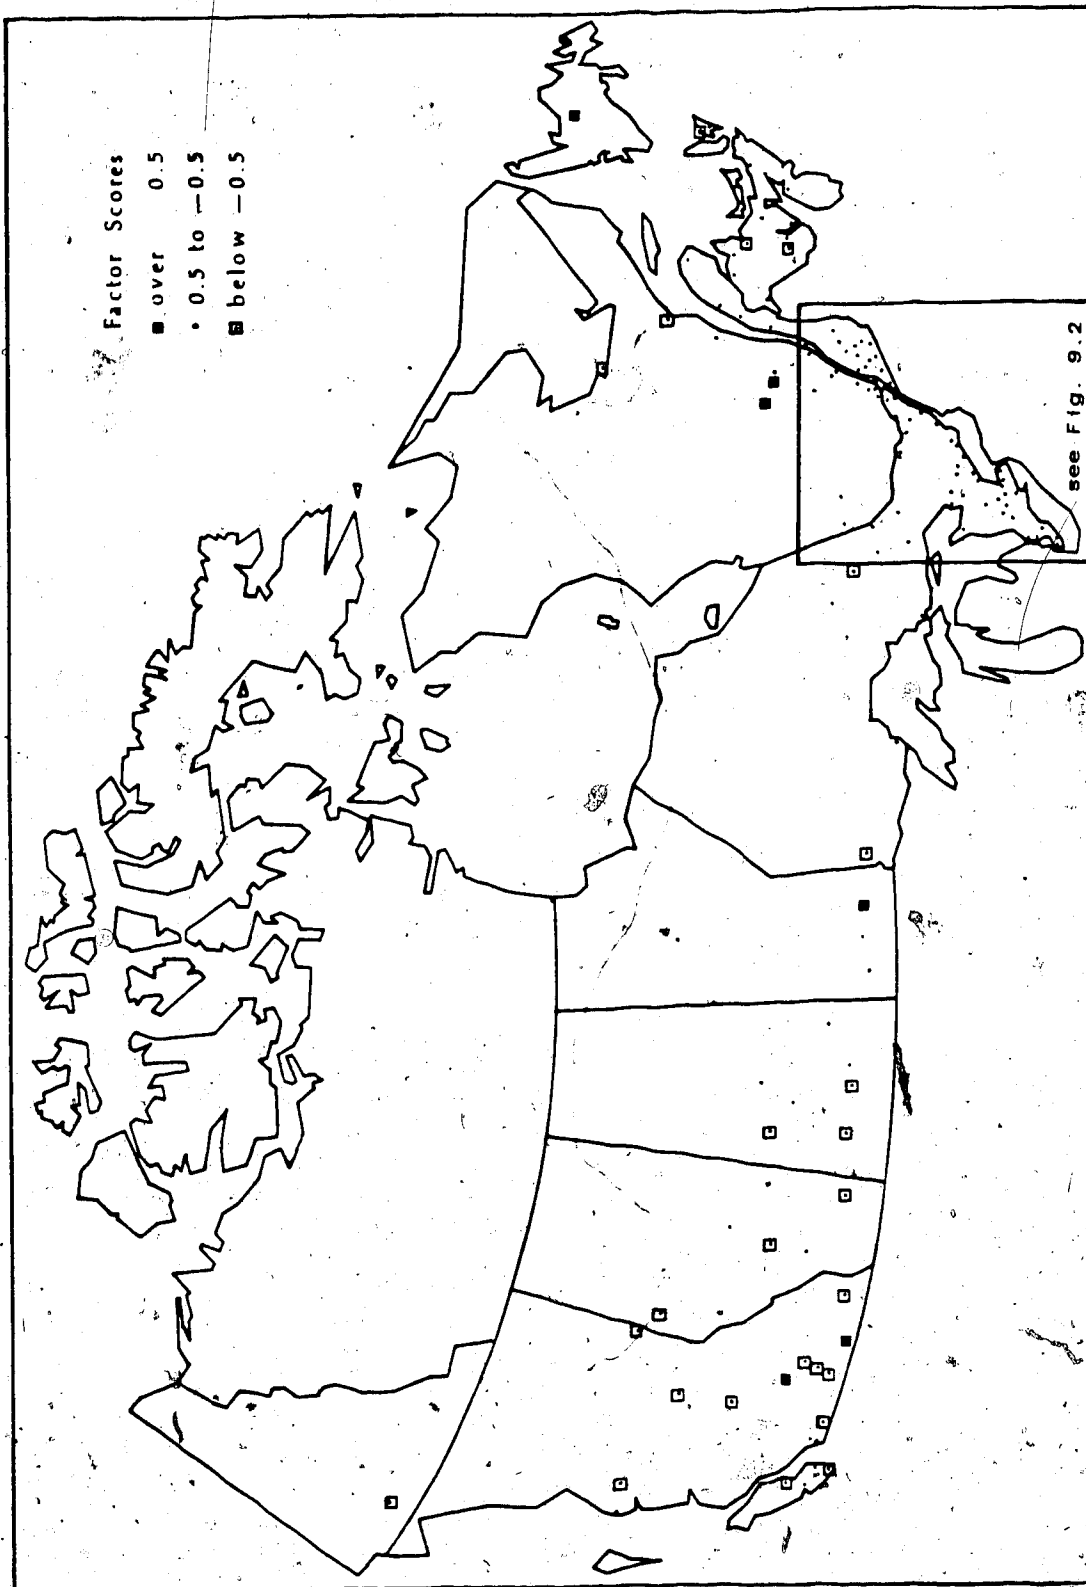 Factor Scores
■ over 0.5
• 0.5 to —0.5
⊡ below —0.5
see Fig. 9.2